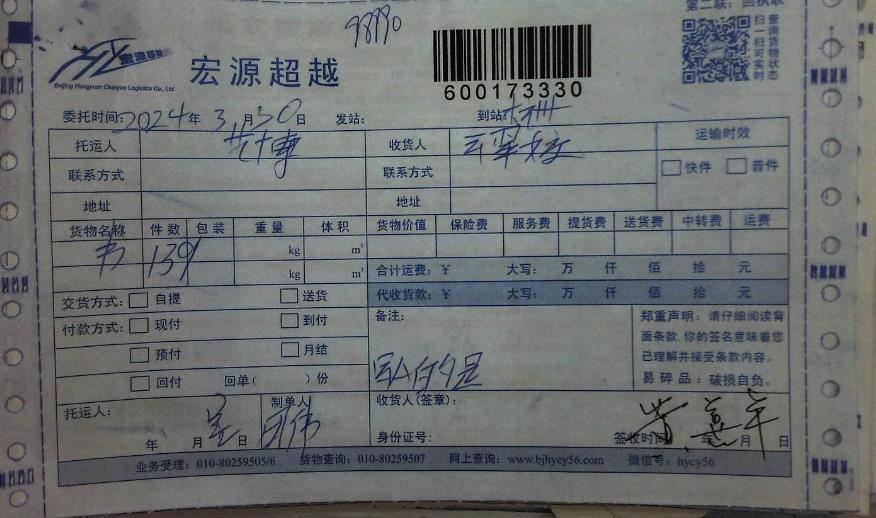 第二联:回执联
99190
HYL 宏源超越
Beijing Hongyuan Chaoyue Logistics Co., Ltd.
宏源超越
600173330
扫一扫可实时
查询货物状态
委托时间:2024年3月30日 发站: 到站:
托运人 收货人 运输时效
联系方式 联系方式 快件 普件
地址 地址
货物名称 件数 包装 重量 体积 货物价值 保险费 服务费 提货费 送货费 中转费 运费
书 139 kg m³
kg m³ 合计运费:¥ 大写: 万 仟 佰 拾 元
代收货款:¥ 大写: 万 仟 佰 拾 元
交货方式: 自提 送货
付款方式: 现付 到付
预付 月结
回付 回单( )份
备注:
郑重声明:请仔细阅读背
面条款,你的签名意味着您
已理解并接受条款内容。
易碎品:破损自负。
托运人: 制单人 收货人(签章):
年 月 日 身份证号: 签收时间 年 月 日
业务受理:010-80259505/6 货物查询:010-80259507 网上查询:www.bjhycy56.com 微信号:hycy56